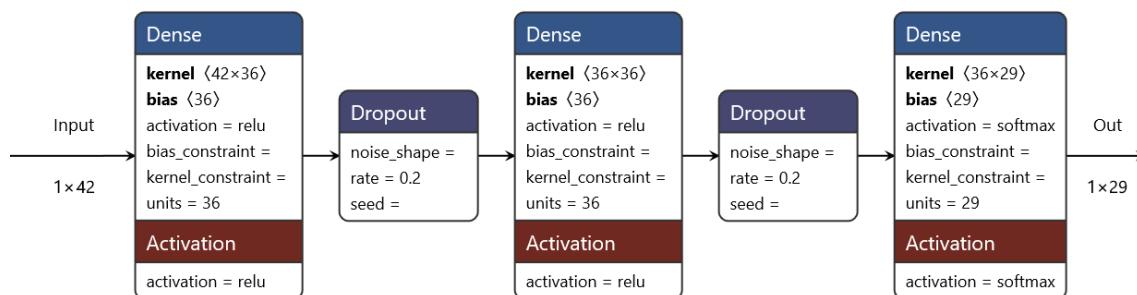 Input
1×42
Dense
kernel 〈42×36〉
bias 〈36〉
activation = relu
bias_constraint =
kernel_constraint =
units = 36
Activation
activation = relu
Dropout
noise_shape =
rate = 0.2
seed =
Dense
kernel 〈36×36〉
bias 〈36〉
activation = relu
bias_constraint =
kernel_constraint =
units = 36
Activation
activation = relu
Dropout
noise_shape =
rate = 0.2
seed =
Dense
kernel 〈36×29〉
bias 〈29〉
activation = softmax
bias_constraint =
kernel_constraint =
units = 29
Activation
activation = softmax
Out
1×29